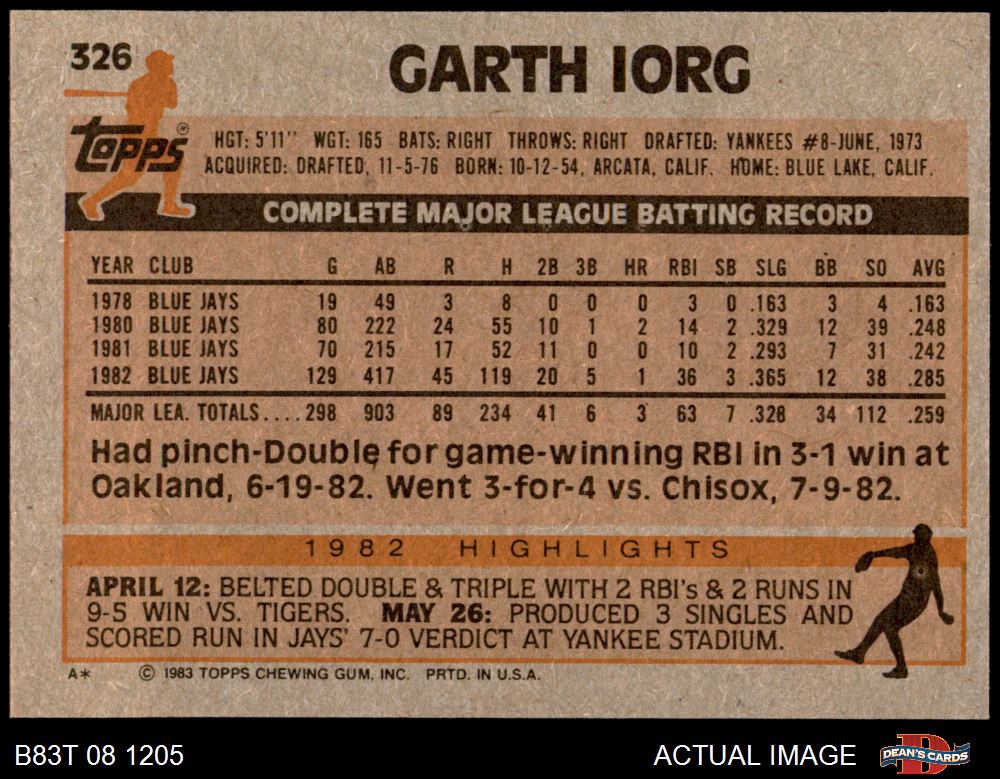 326
GARTH IORG
Topps®
HGT: 5'11" WGT: 165 BATS: RIGHT THROWS: RIGHT DRAFTED: YANKEES #8-JUNE, 1973
ACQUIRED: DRAFTED, 11-5-76 BORN: 10-12-54, ARCATA, CALIF. HOME: BLUE LAKE, CALIF.
COMPLETE MAJOR LEAGUE BATTING RECORD
YEAR CLUB G AB R H 2B 3B HR RBI SB SLG BB SO AVG
1978 BLUE JAYS 19 49 3 8 0 0 0 3 0 .163 3 4 .163
1980 BLUE JAYS 80 222 24 55 10 1 2 14 2 .329 12 39 .248
1981 BLUE JAYS 70 215 17 52 11 0 0 10 2 .293 7 31 .242
1982 BLUE JAYS 129 417 45 119 20 5 1 36 3 .365 12 38 .285
MAJOR LEA. TOTALS....298 903 89 234 41 6 3 63 7 .328 34 112 .259
Had pinch-Double for game-winning RBI in 3-1 win at
Oakland, 6-19-82. Went 3-for-4 vs. Chisox, 7-9-82.
1982 HIGHLIGHTS
APRIL 12: BELTED DOUBLE & TRIPLE WITH 2 RBI's & 2 RUNS IN
9-5 WIN VS. TIGERS. MAY 26: PRODUCED 3 SINGLES AND
SCORED RUN IN JAYS' 7-0 VERDICT AT YANKEE STADIUM.
A* © 1983 TOPPS CHEWING GUM, INC. PRTD. IN U.S.A.
B83T 08 1205 ACTUAL IMAGE DEAN'S CARDS